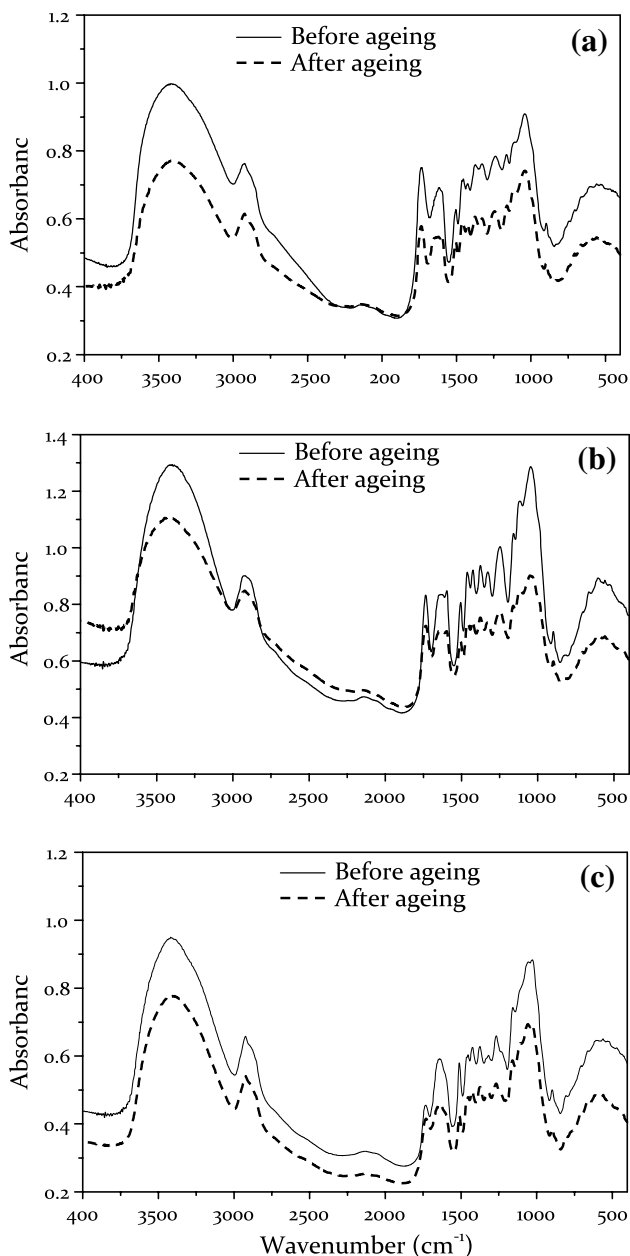 1.2
Before ageing
(a)
After ageing
1.0
0.8
Absorbanc
0.6
0.4
0.2
400 3500 3000 2500 200 1500 1000 500
1.4
Before ageing
(b)
After ageing
1.2
1.0
0.8
Absorbanc
0.6
0.4
0.2
400 3500 3000 2500 2000 1500 1000 500
1.2
Before ageing
(c)
After ageing
1.0
0.8
Absorbanc
0.6
0.4
0.2
400 3500 3000 2500 2000 1500 1000 500
Wavenumber (cm⁻¹)